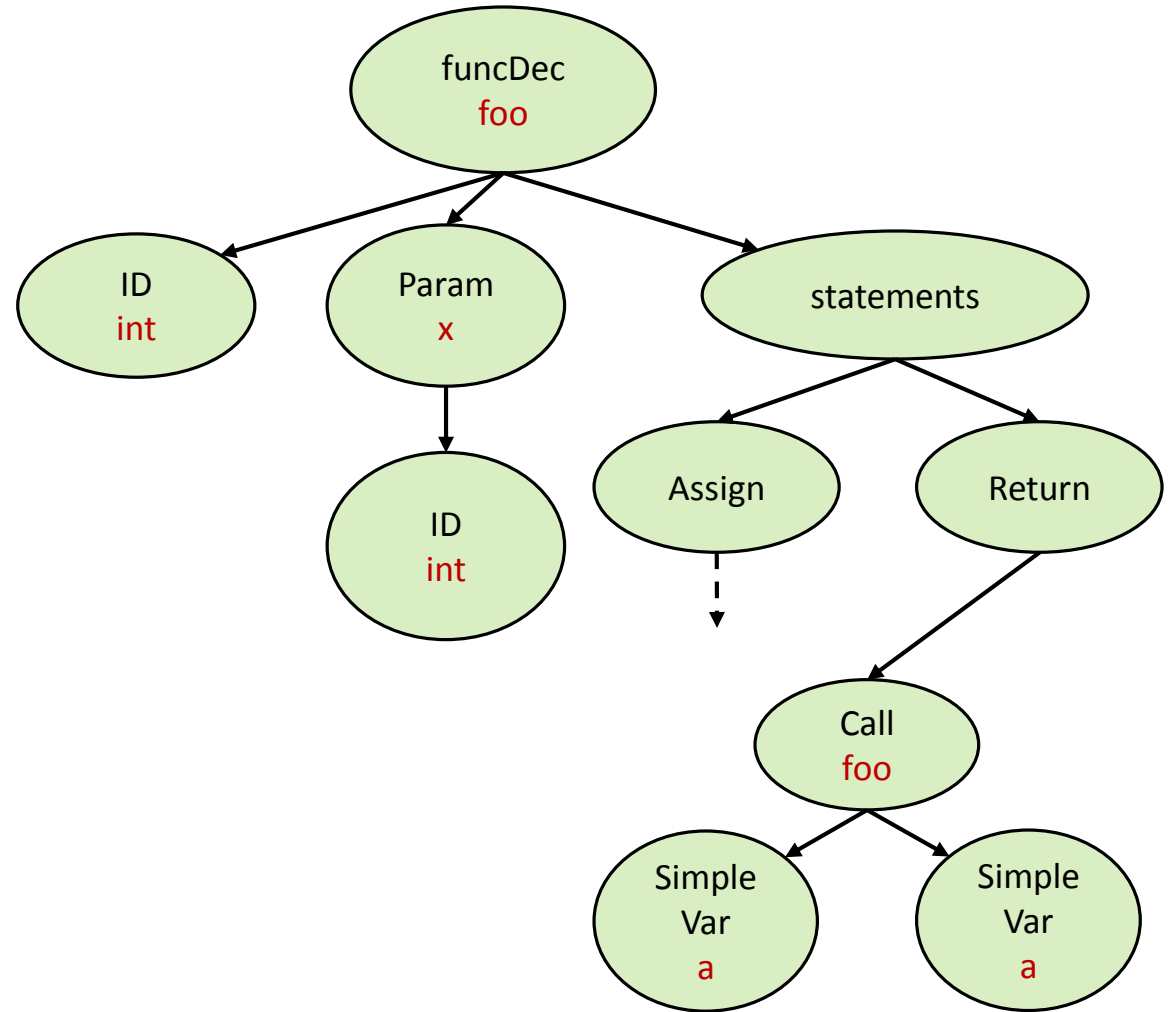 funcDec
foo
ID
int
Param
x
statements
ID
int
Assign
Return
Call
foo
Simple
Var
a
Simple
Var
a